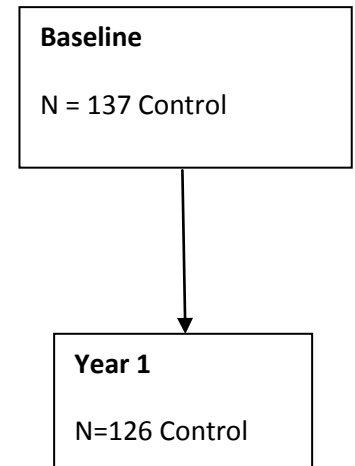 Baseline
N = 137 Control
Year 1
N=126 Control